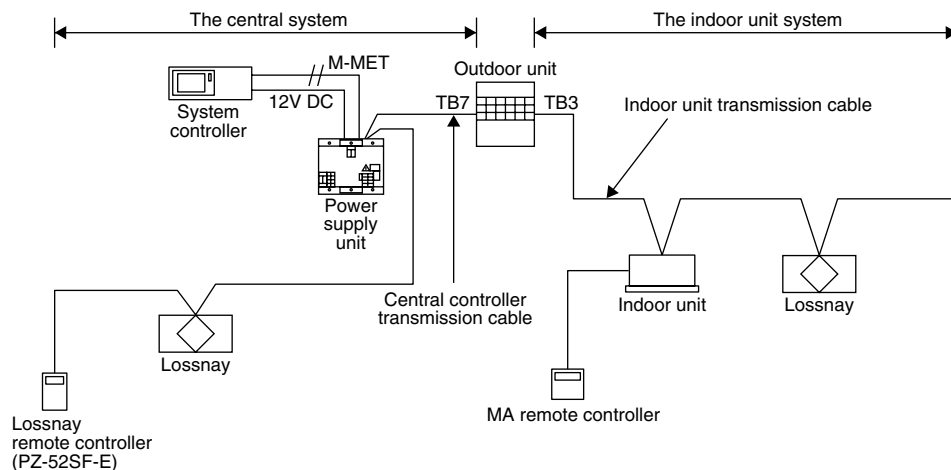 The central system
The indoor unit system
M-MET
12V DC
System
controller
Outdoor unit
TB7
TB3
Indoor unit transmission cable
Power
supply
unit
Central controller
transmission cable
Indoor unit
Lossnay
Lossnay
MA remote controller
Lossnay
remote controller
(PZ-52SF-E)